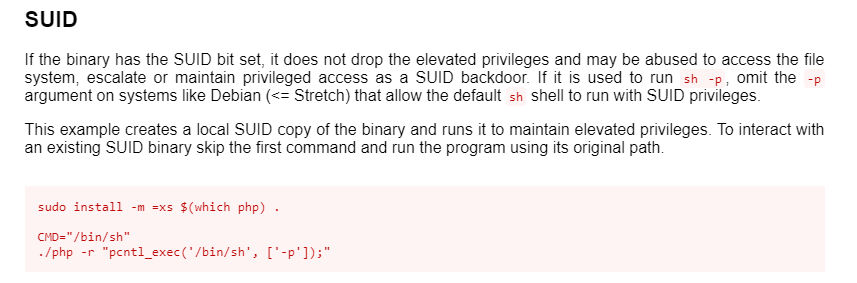 SUID
If the binary has the SUID bit set, it does not drop the elevated privileges and may be abused to access the file
system, escalate or maintain privileged access as a SUID backdoor. If it is used to run sh -p, omit the -p
argument on systems like Debian (<= Stretch) that allow the default sh shell to run with SUID privileges.
This example creates a local SUID copy of the binary and runs it to maintain elevated privileges. To interact with
an existing SUID binary skip the first command and run the program using its original path.
sudo install -m =xs $(which php) .
CMD="/bin/sh"
./php -r "pcntl_exec('/bin/sh', ['-p']);"